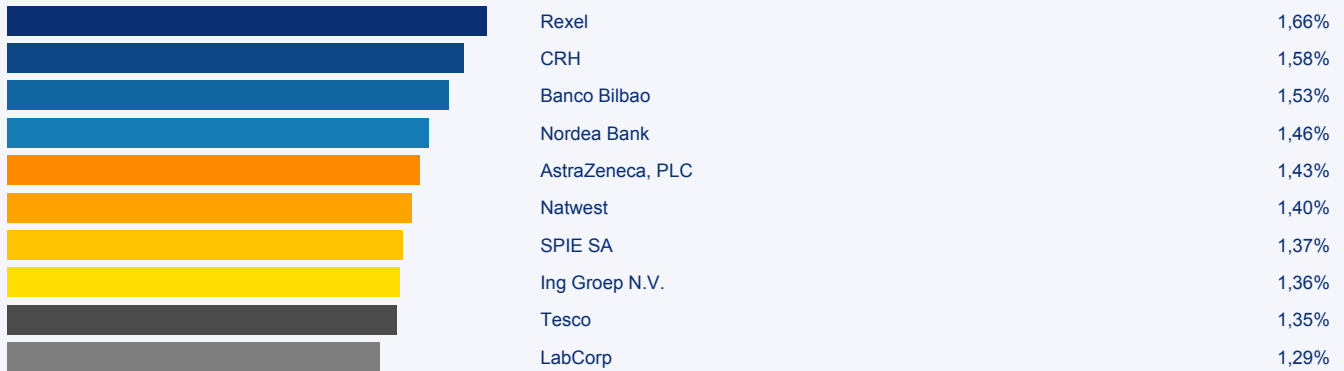 Rexel 1,66%
CRH 1,58%
Banco Bilbao 1,53%
Nordea Bank 1,46%
AstraZeneca, PLC 1,43%
Natwest 1,40%
SPIE SA 1,37%
Ing Groep N.V. 1,36%
Tesco 1,35%
LabCorp 1,29%